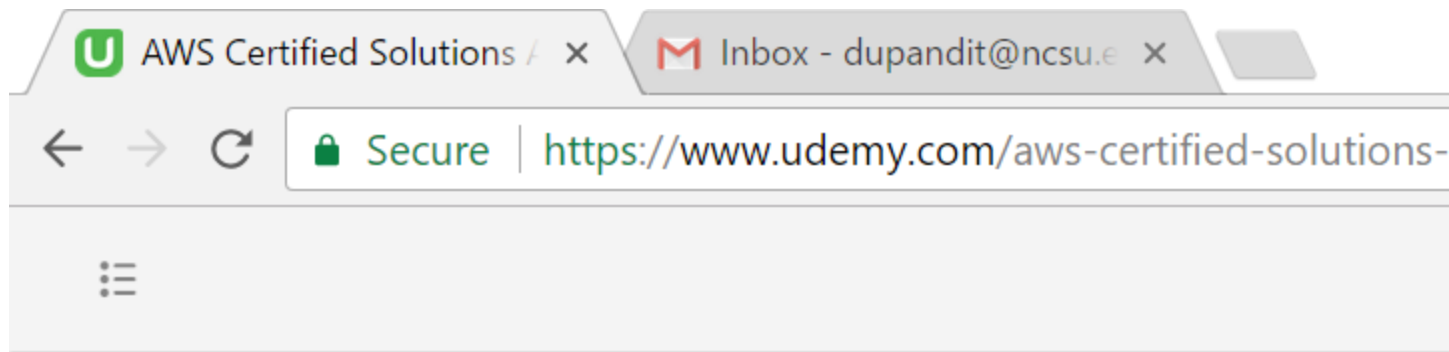 AWS Certified Solutions
Inbox - dupandit@ncsu.e
Secure
https://www.udemy.com/aws-certified-solutions-